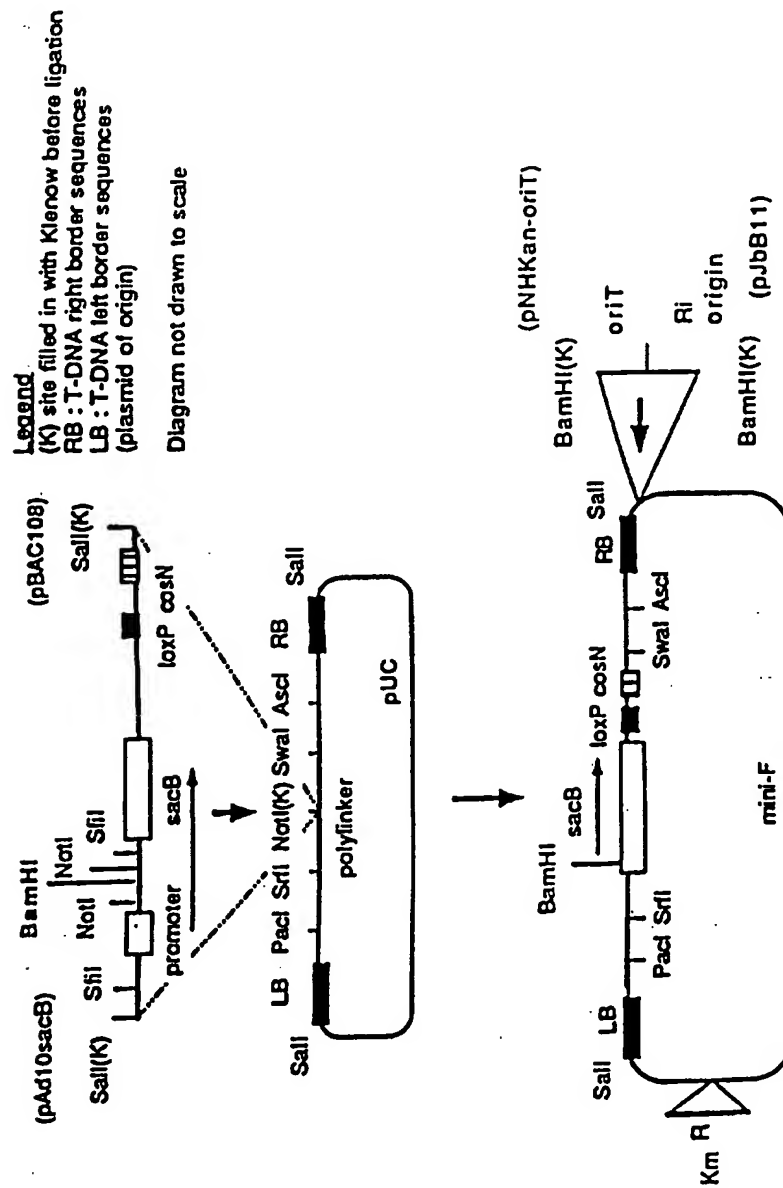 Legend
(K) site filled in with Klenow before ligation
RB : T-DNA right border sequences
LB : T-DNA left border sequences
(plasmid of origin)
Diagram not drawn to scale
(pAd10sacB)
(pBAC108)
SalI(K)
SfiI
NotI
BamHI
NotI
SfiI
SalI(K)
promoter
sacB
loxP cosN
SalI
LB
PacI SrfI NotI(K) SwaI AscI
RB
SalI
polylinker
pUC
BamHI
sacB
loxP cosN
SalI
LB
PacI SrfI
SwaI AscI
RB
SalI
Km R
mini-F
BamHI(K)
(pNHKan-oriT)
oriT
Ri
origin
BamHI(K)
(pJbB11)